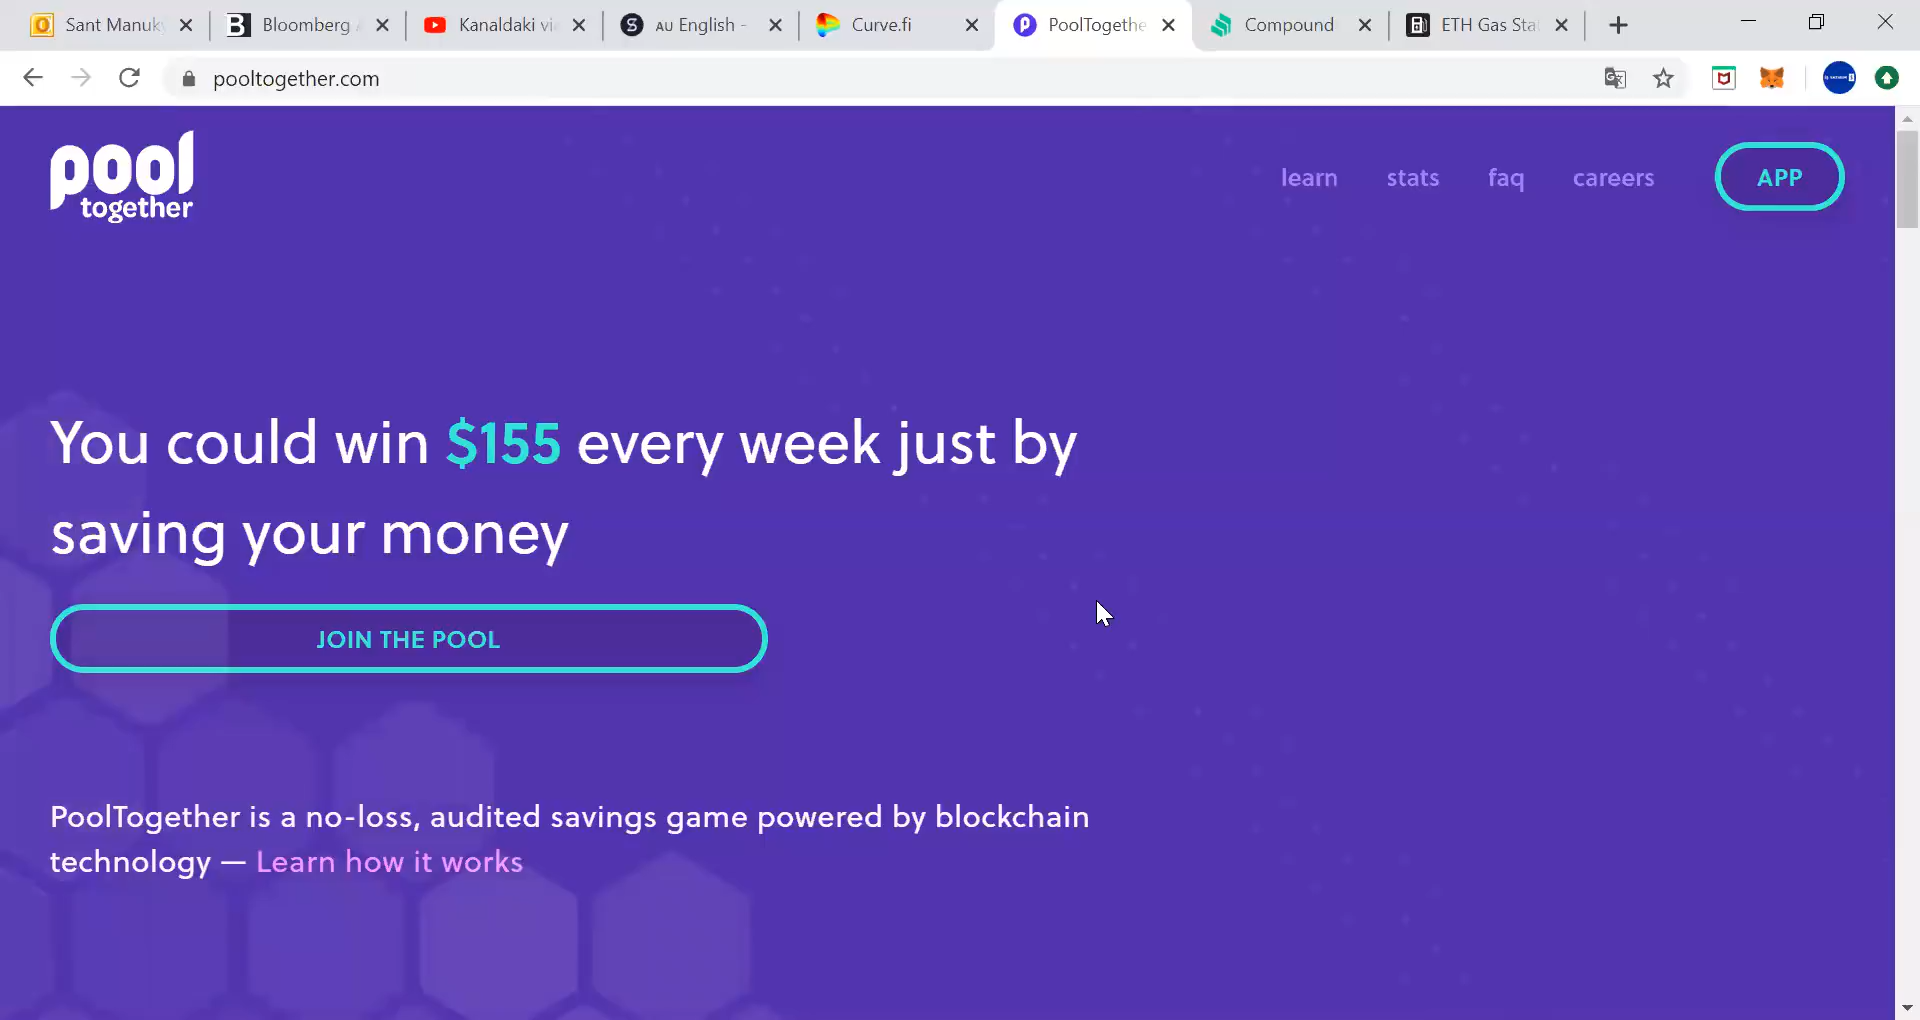 Sant Manuk
Bloomberg
Kanaldaki vi
AU English -
Curve.fi
PoolTogethe
Compound
ETH Gas Sta
pooltogether.com
pool
together
learn
stats
faq
careers
APP
You could win $155 every week just by
saving your money
JOIN THE POOL
PoolTogether is a no-loss, audited savings game powered by blockchain
technology — Learn how it works